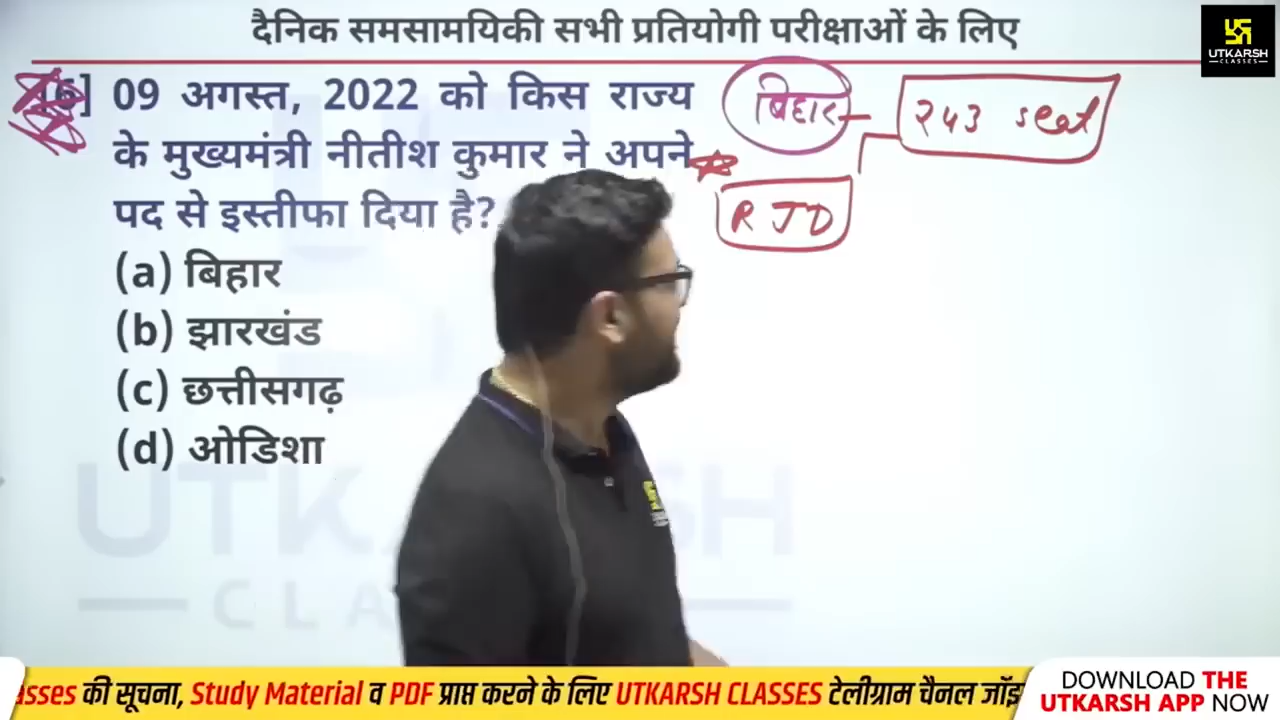 दैनिक समसामयिकी सभी प्रतियोगी परीक्षाओं के लिए
UTKARSH
CLASSES
09 अगस्त, 2022 को किस राज्य
के मुख्यमंत्री नीतीश कुमार ने अपने
पद से इस्तीफा दिया है?
(a) बिहार
(b) झारखंड
(c) छत्तीसगढ़
(d) ओडिशा
बिहार
243 seat
RJD
asses की सूचना, Study Material व PDF प्राप्त करने के लिए UTKARSH CLASSES टेलीग्राम चैनल जॉइ
DOWNLOAD THE
UTKARSH APP NOW